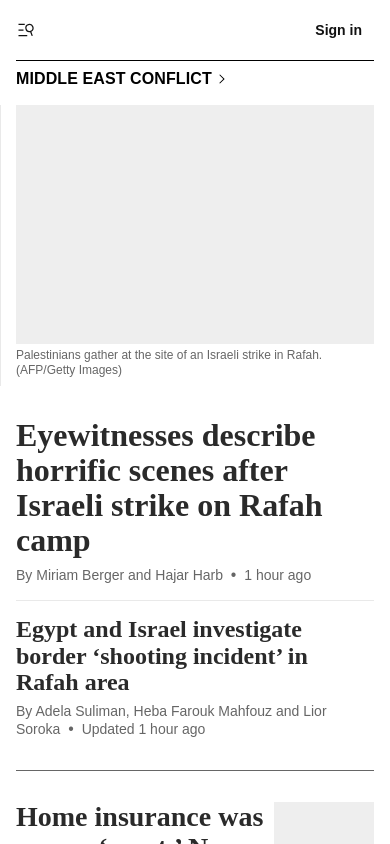 Sign in
MIDDLE EAST CONFLICT
Palestinians gather at the site of an Israeli strike in Rafah.
(AFP/Getty Images)
Eyewitnesses describe
horrific scenes after
Israeli strike on Rafah
camp
By Miriam Berger and Hajar Harb • 1 hour ago
Egypt and Israel investigate
border ‘shooting incident’ in
Rafah area
By Adela Suliman, Heba Farouk Mahfouz and Lior
Soroka • Updated 1 hour ago
Home insurance was